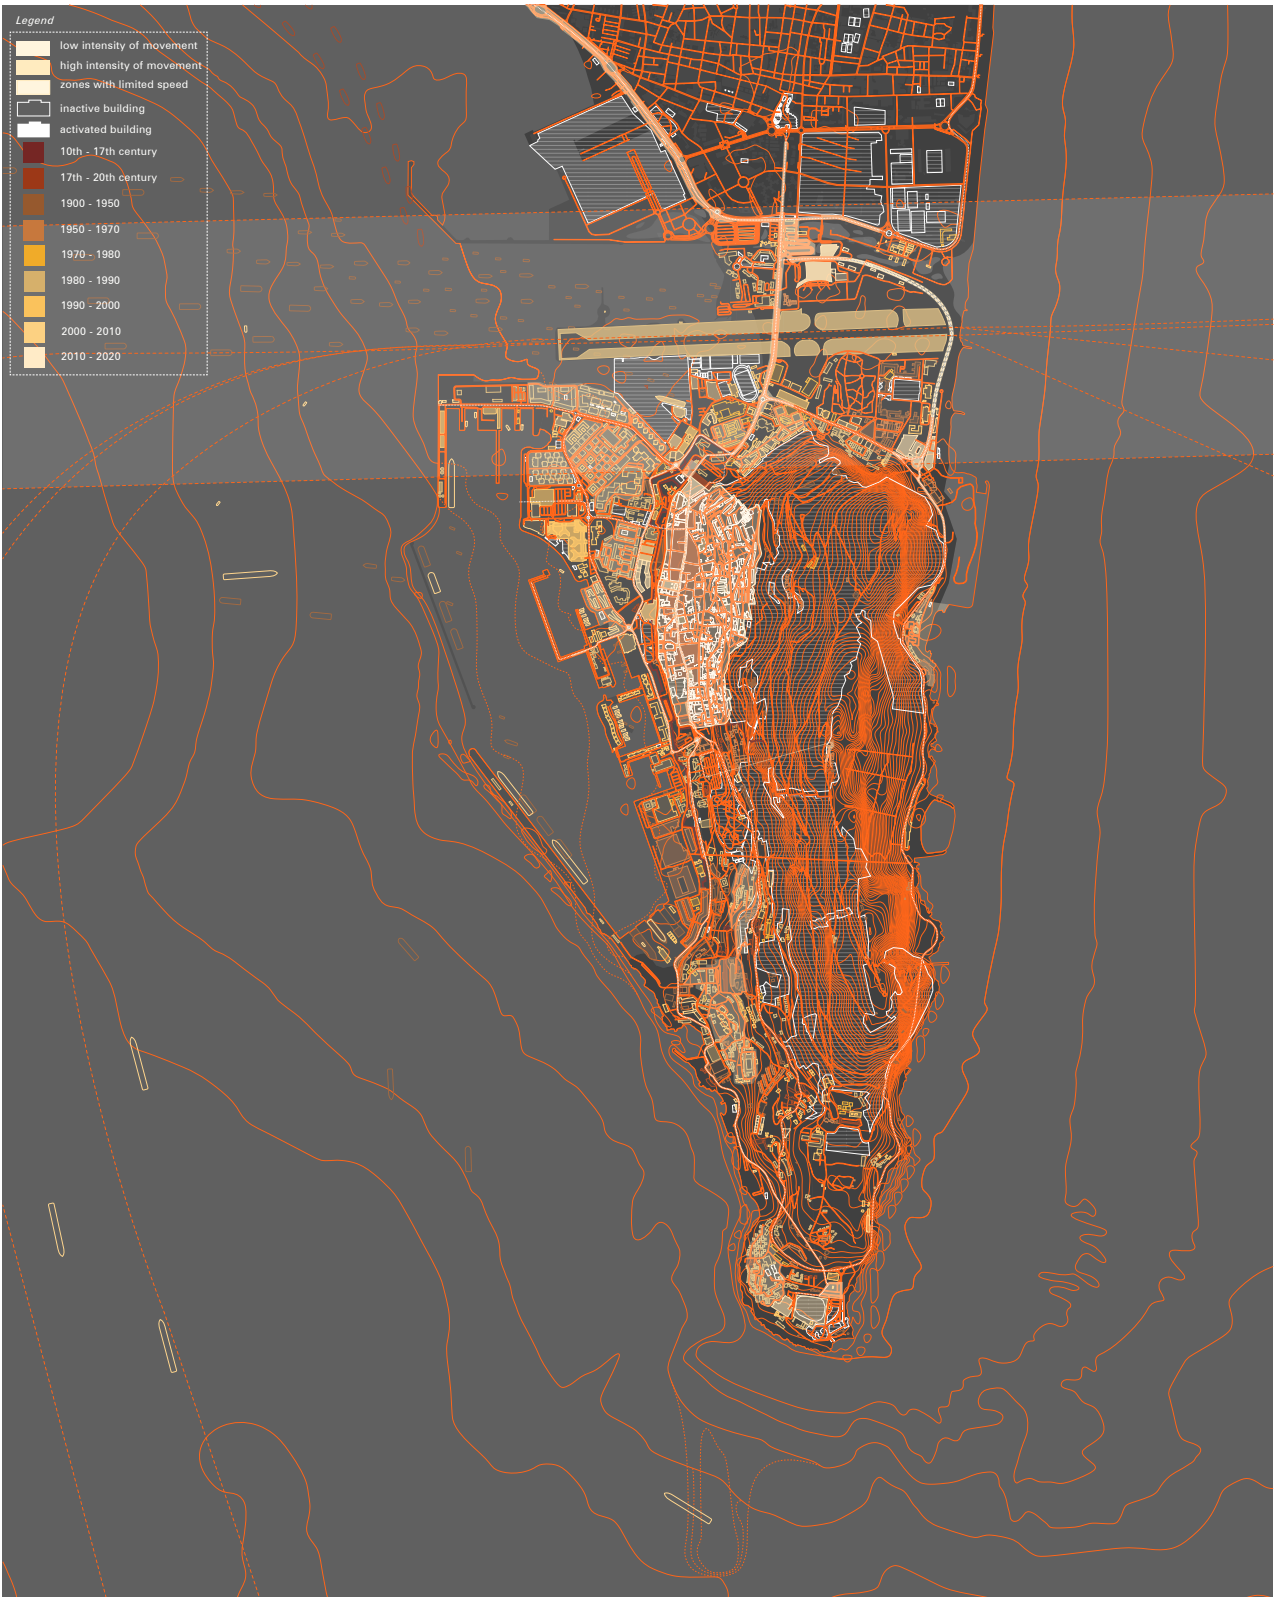 Legend
low intensity of movement
high intensity of movement
zones with limited speed
inactive building
activated building
10th - 17th century
17th - 20th century
1900 - 1950
1950 - 1970
1970 - 1980
1980 - 1990
1990 - 2000
2000 - 2010
2010 - 2020